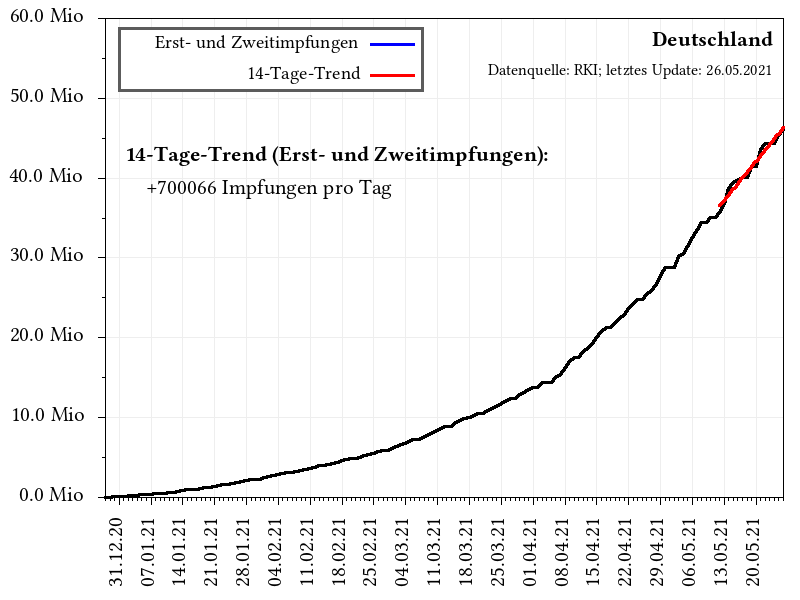 60.0 Mio
50.0 Mio
40.0 Mio
30.0 Mio
20.0 Mio
10.0 Mio
0.0 Mio
Erst- und Zweitimpfungen
14-Tage-Trend
Deutschland
Datenquelle: RKI; letztes Update: 26.05.2021
14-Tage-Trend (Erst- und Zweitimpfungen):
+700066 Impfungen pro Tag
31.12.20
07.01.21
14.01.21
21.01.21
28.01.21
04.02.21
11.02.21
18.02.21
25.02.21
04.03.21
11.03.21
18.03.21
25.03.21
01.04.21
08.04.21
15.04.21
22.04.21
29.04.21
06.05.21
13.05.21
20.05.21